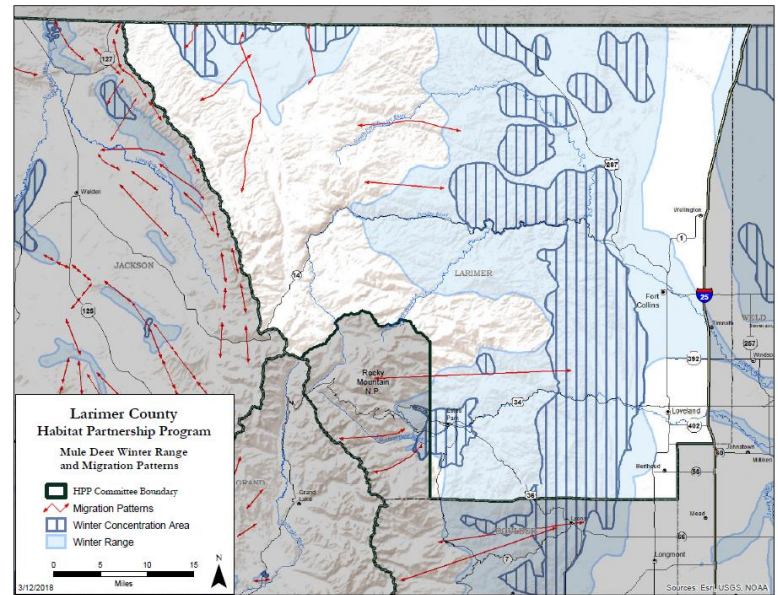 127
Walden
287
Wellington
1
JACKSON
14
LARIMER
Fort
Collins
25
WELD
125
Timnath
257
Windsor
392
Rocky
Mountain
N.P.
34
Estes
Park
Loveland
402
Johnstown
60
Milliken
Berthoud
56
36
GRAND
Grand
Lake
Lyons
BOULDER
Mead
66
7
Longmont
Larimer County
Habitat Partnership Program
Mule Deer Winter Range
and Migration Patterns
HPP Committee Boundary
Migration Patterns
Winter Concentration Area
Winter Range
0 5 10 15
Miles
N
3/12/2018
Sources: Esri, USGS, NOAA